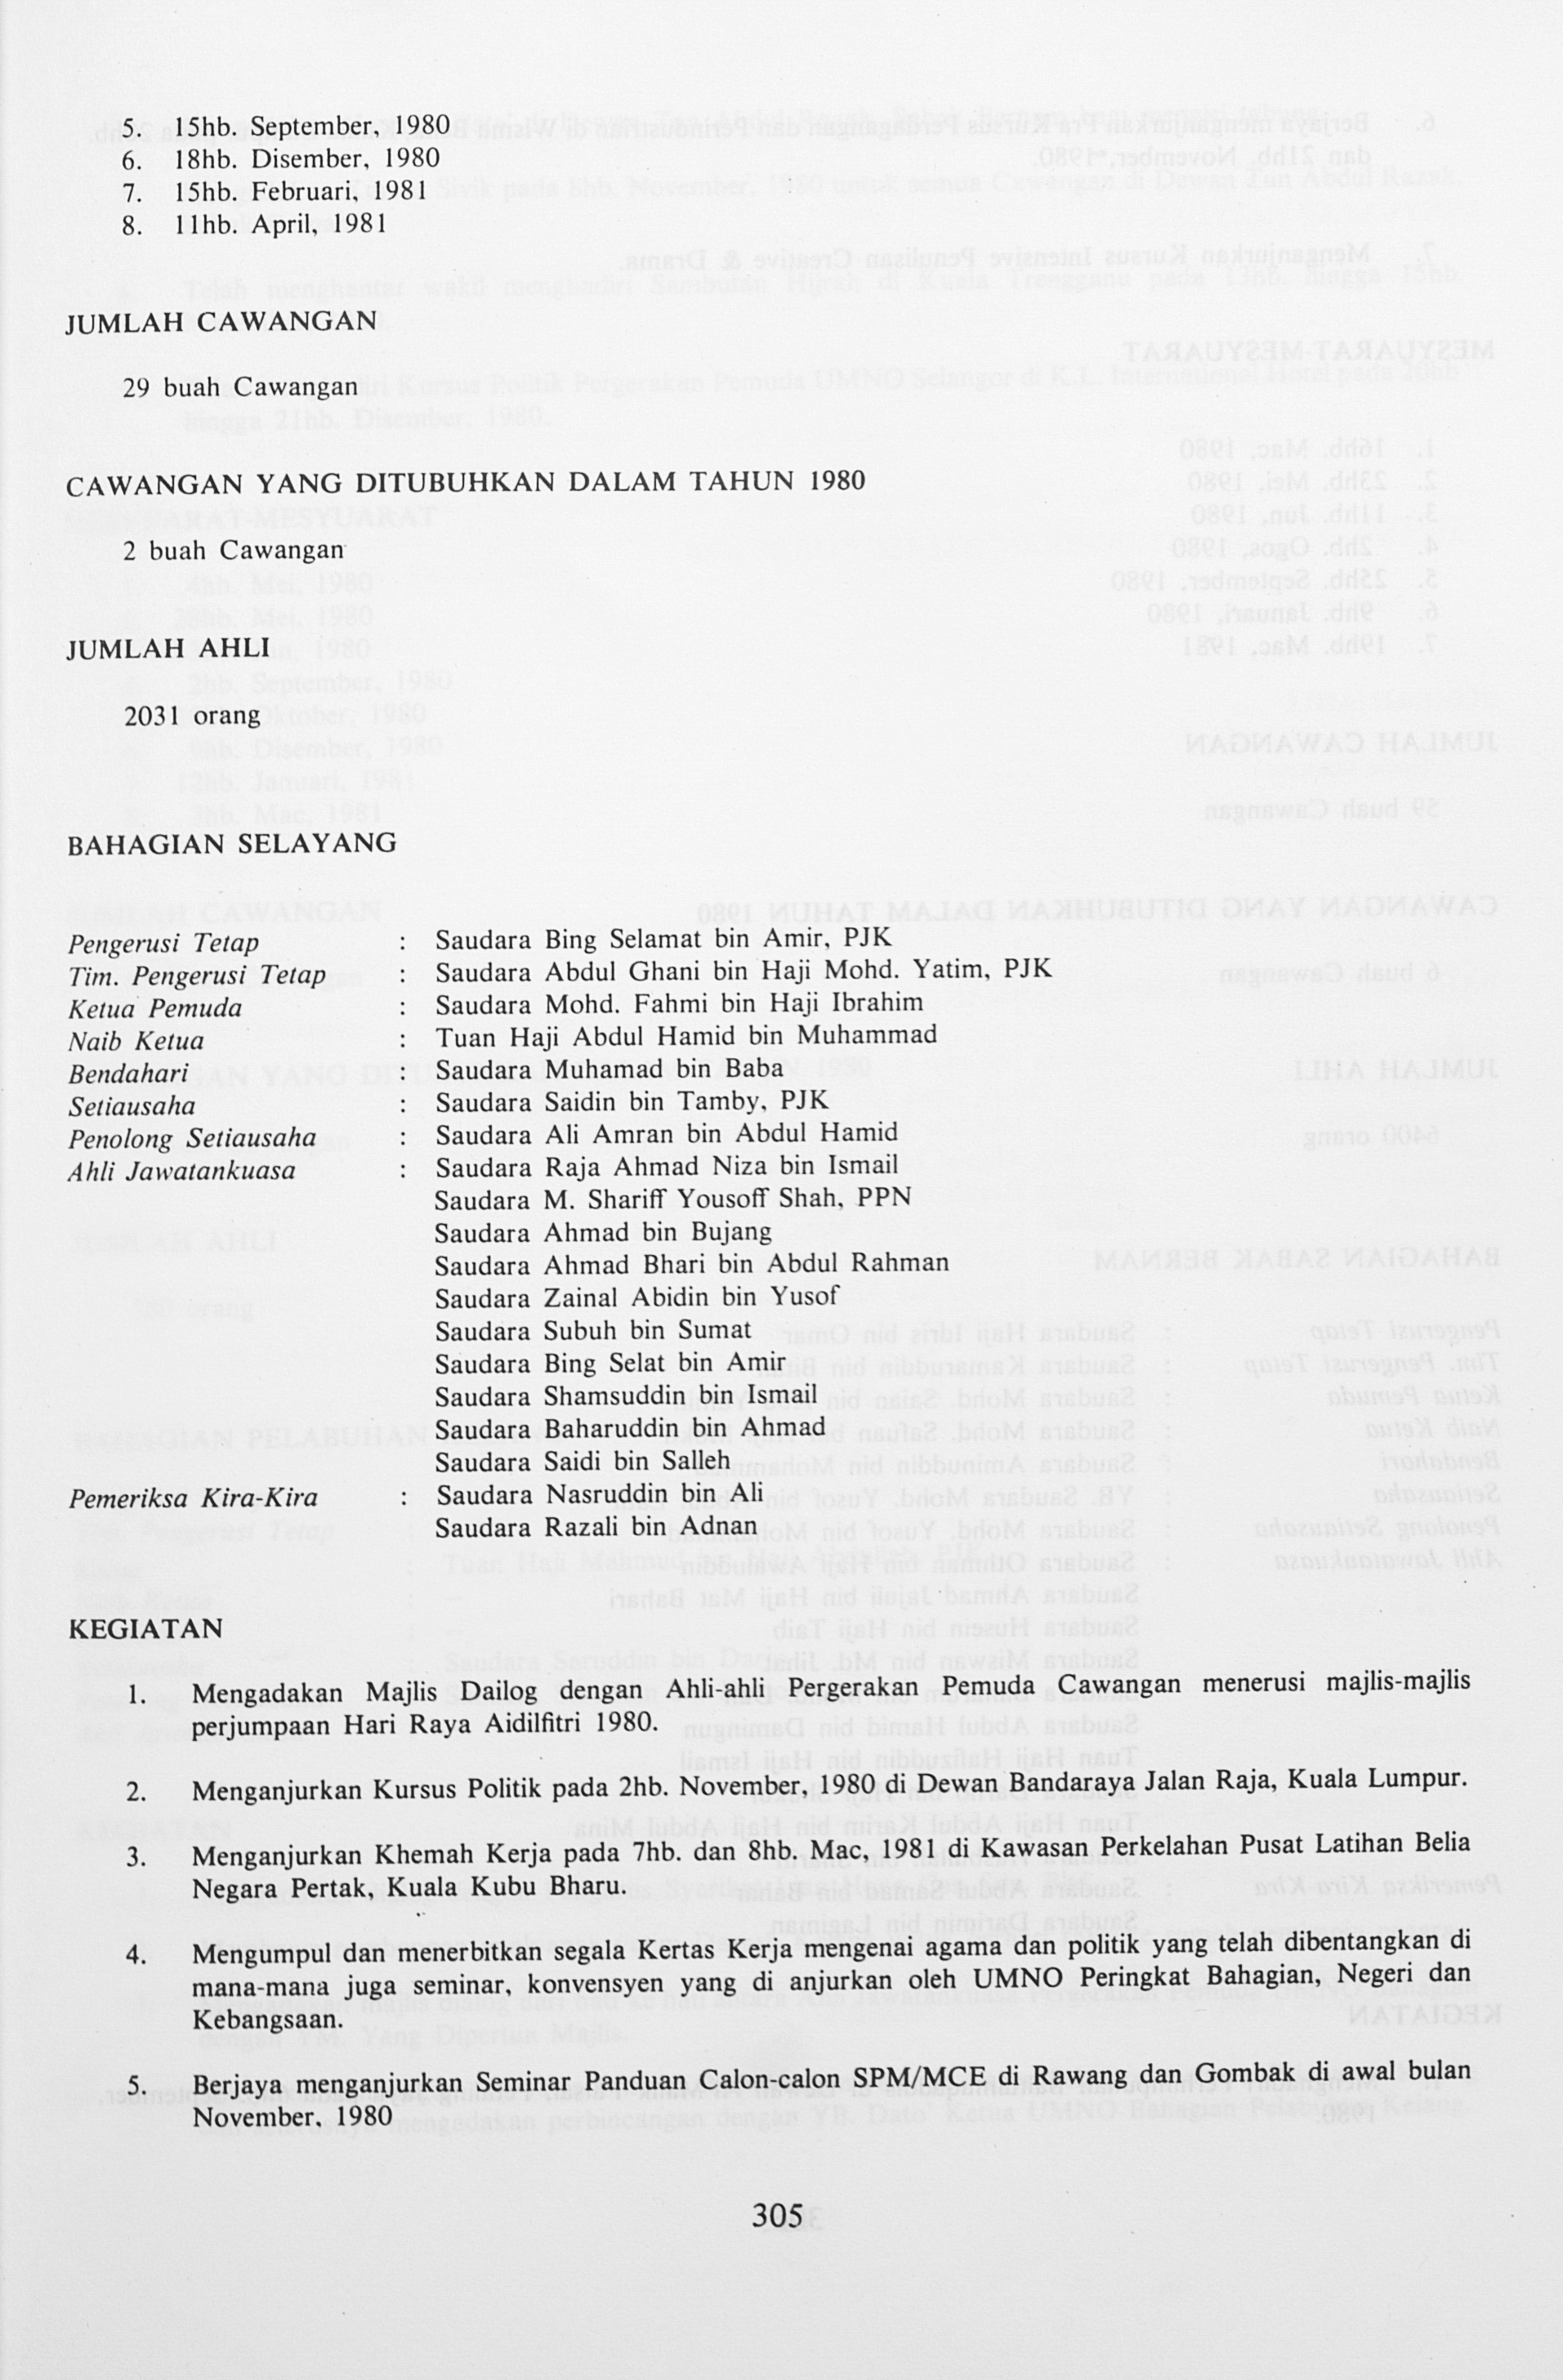 5. 15hb. September, 1980
6. 18hb. Disember, 1980
7. 15hb. Februari, 1981
8. 11hb. April, 1981
JUMLAH CAWANGAN
29 buah Cawangan
CAWANGAN YANG DITUBUHKAN DALAM TAHUN 1980
2 buah Cawangan
JUMLAH AHLI
2031 orang
BAHAGIAN SELAYANG
Pengerusi Tetap : Saudara Bing Selamat bin Amir, PJK
Tim. Pengerusi Tetap : Saudara Abdul Ghani bin Haji Mohd. Yatim, PJK
Ketua Pemuda : Saudara Mohd. Fahmi bin Haji Ibrahim
Naib Ketua : Tuan Haji Abdul Hamid bin Muhammad
Bendahari : Saudara Muhamad bin Baba
Setiausaha : Saudara Saidin bin Tamby, PJK
Penolong Setiausaha : Saudara Ali Amran bin Abdul Hamid
Ahli Jawatankuasa : Saudara Raja Ahmad Niza bin Ismail
Saudara M. Shariff Yousoff Shah, PPN
Saudara Ahmad bin Bujang
Saudara Ahmad Bhari bin Abdul Rahman
Saudara Zainal Abidin bin Yusof
Saudara Subuh bin Sumat
Saudara Bing Selat bin Amir
Saudara Shamsuddin bin Ismail
Saudara Baharuddin bin Ahmad
Saudara Saidi bin Salleh
Pemeriksa Kira-Kira : Saudara Nasruddin bin Ali
Saudara Razali bin Adnan
KEGIATAN
1. Mengadakan Majlis Dailog dengan Ahli-ahli Pergerakan Pemuda Cawangan menerusi majlis-majlis
perjumpaan Hari Raya Aidilfitri 1980.
2. Menganjurkan Kursus Politik pada 2hb. November, 1980 di Dewan Bandaraya Jalan Raja, Kuala Lumpur.
3. Menganjurkan Khemah Kerja pada 7hb. dan 8hb. Mac, 1981 di Kawasan Perkelahan Pusat Latihan Belia
Negara Pertak, Kuala Kubu Bharu.
4. Mengumpul dan menerbitkan segala Kertas Kerja mengenai agama dan politik yang telah dibentangkan di
mana-mana juga seminar, konvensyen yang di anjurkan oleh UMNO Peringkat Bahagian, Negeri dan
Kebangsaan.
5. Berjaya menganjurkan Seminar Panduan Calon-calon SPM/MCE di Rawang dan Gombak di awal bulan
November, 1980
305